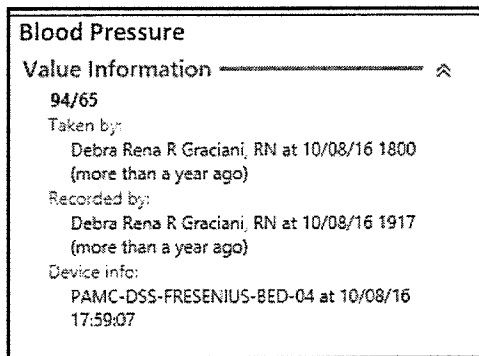 Blood Pressure
Value Information
94/65
Taken by:
Debra Rena R Graciani, RN at 10/08/16 1800
(more than a year ago)
Recorded by:
Debra Rena R Graciani, RN at 10/08/16 1917
(more than a year ago)
Device info:
PAMC-DSS-FRESENIUS-BED-04 at 10/08/16
17:59:07